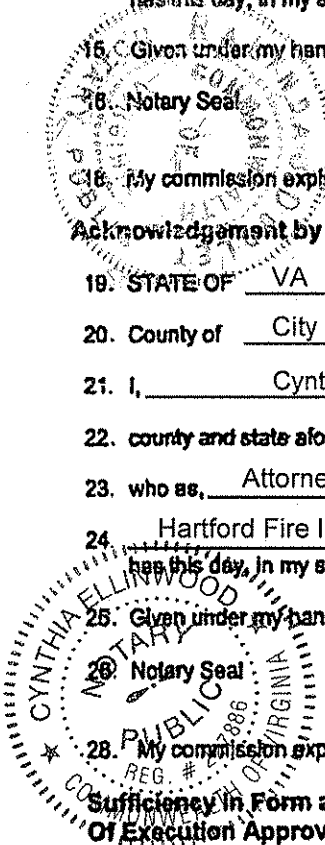 has this day, in my s
15. Given under my han
16. Notary Seal
18. My commission expi
Acknowledgement by
19. STATE OF VA
20. County of City
21. I, Cynt
22. county and state afo
23. who as, Attorne
24. Hartford Fire I
has this day, in my s
25. Given under my han
26. Notary Seal
CYNTHIA ELLINWOOD
NOTARY
PUBLIC
REG. # 7886
COMMONWEALTH OF VIRGINIA
28. My commission exp
Sufficiency In Form a
Of Execution Approv